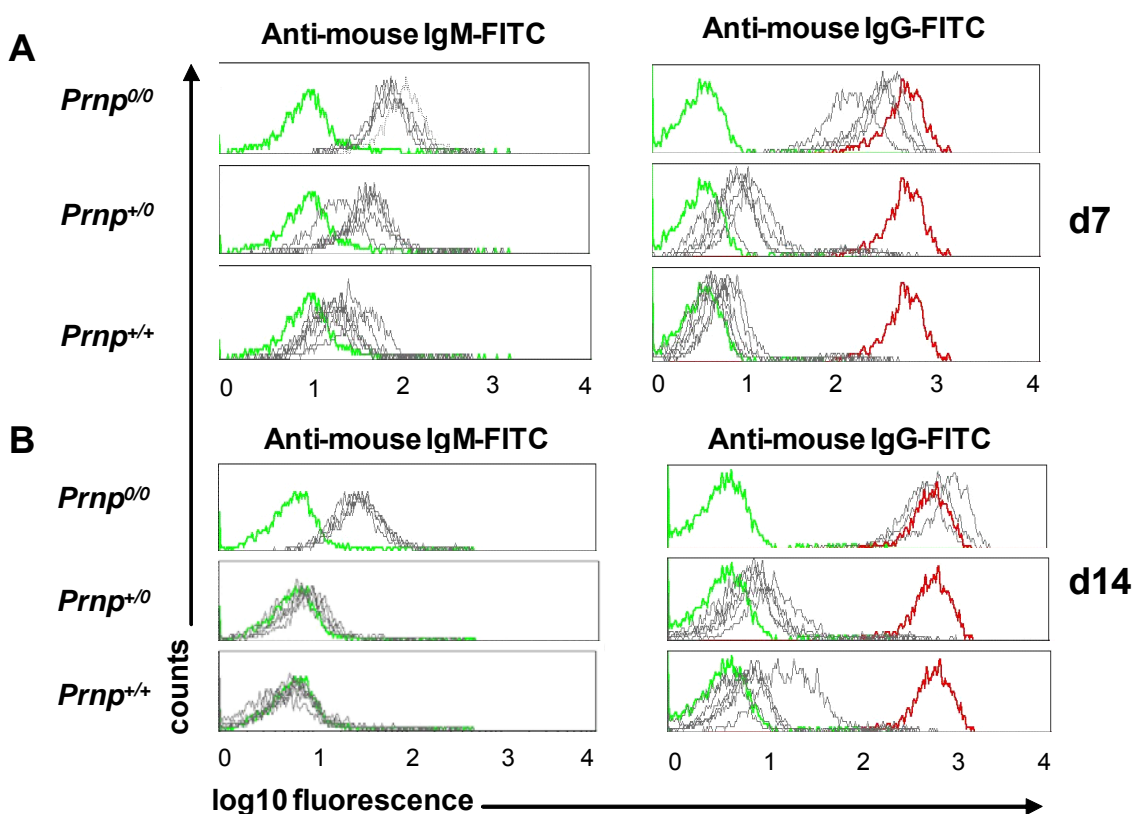 A
Anti-mouse IgM-FITC
Anti-mouse IgG-FITC
Prnp0/0
Prnp+/0
d7
Prnp+/+
0 1 2 3 4
0 1 2 3 4
B
Anti-mouse IgM-FITC
Anti-mouse IgG-FITC
Prnp0/0
Prnp+/0
d14
Prnp+/+
counts
0 1 2 3 4
0 1 2 3 4
log10 fluorescence